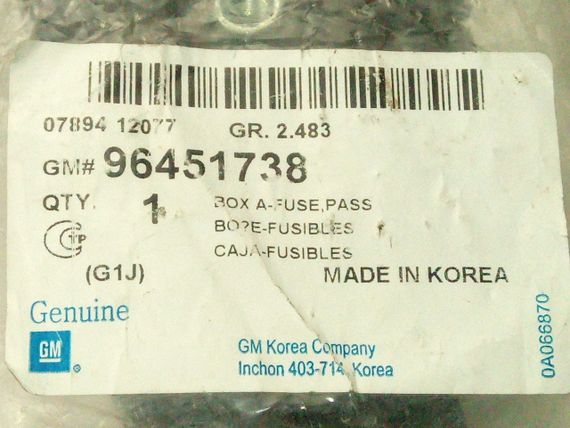 07894 12077 GR. 2.483
GM# 96451738
QTY. 1 BOX A-FUSE,PASS
BO?E-FUSIBLES
CAJA-FUSIBLES
(G1J) MADE IN KOREA
Genuine
GM ®
GM Korea Company
Inchon 403-714, Korea
0A066870